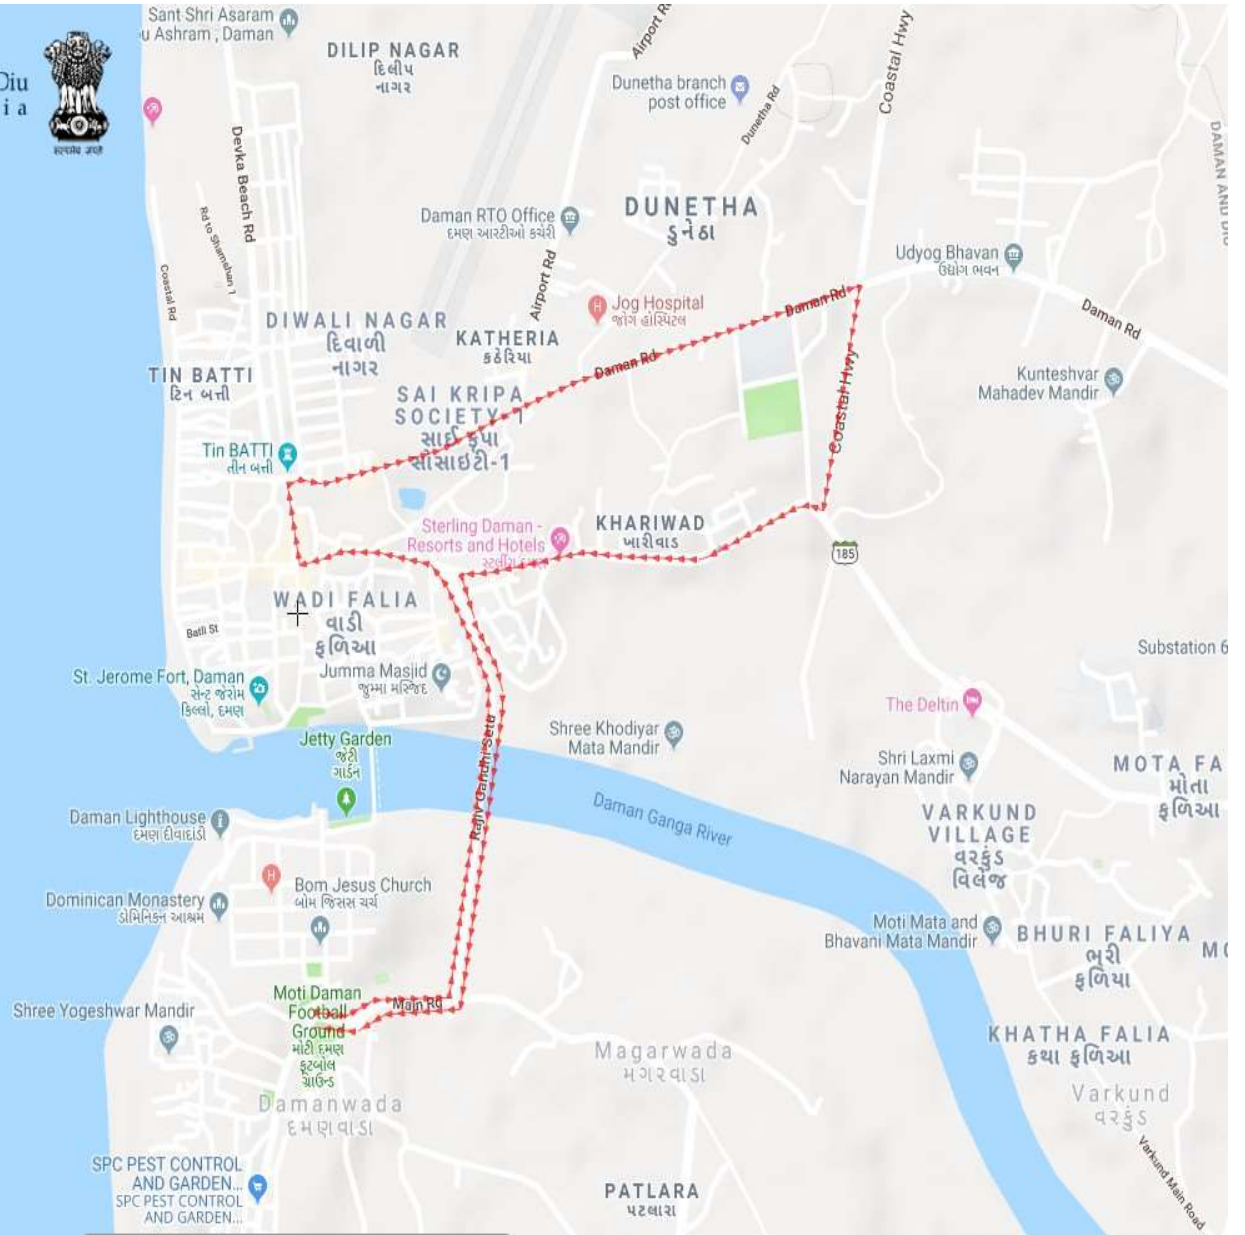 Diu
i a
सत्यमेव जयते
Sant Shri Asaram
u Ashram , Daman
DILIP NAGAR
દિલીપ
નાગર
Airport R
Coastal Hwy
Dunetha branch
post office
Dunetha Rd
DAMAN AND DIU
Devka Beach Rd
Rd to Shamshan 1
Coastal Rd
Daman RTO Office
દમણ આરટીઓ કચેરી
DUNETHA
દુનેઠા
Udyog Bhavan
ઉદ્યોગ ભવન
Airport Rd
Jog Hospital
જોગ હોસ્પિટલ
Daman Rd
Daman Rd
Daman Rd
DIWALI NAGAR
દિવાળી
નાગર
KATHERIA
કઠેરિયા
TIN BATTI
ટિન બત્તી
SAI KRIPA
SOCIETY 1
સાઈ કૃપા
સોસાઇટી-1
Kunteshvar
Mahadev Mandir
Coastal Hwy
Tin BATTI
તીન બત્તી
Sterling Daman -
Resorts and Hotels
KHARIWAD
ખારીવાડ
185
WADI FALIA
વાડી
ફળિઆ
Batli St
Jumma Masjid
જુમ્મા મસ્જિદ
Substation 6
St. Jerome Fort, Daman
સેન્ટ જેરોમ
કિલ્લો, દમણ
The Deltin
Jetty Garden
જેટી
ગાર્ડન
Rajiv Gandhi Setu
Shree Khodiyar
Mata Mandir
Shri Laxmi
Narayan Mandir
MOTA FA
મોતા
ફળિઆ
Daman Ganga River
VARKUND
VILLAGE
વરકુંડ
વિલેજ
Daman Lighthouse
દમણ દીવાદાંડી
Bom Jesus Church
બોમ જિસસ ચર્ચ
Dominican Monastery
ડોમિનિકન આશ્રમ
Moti Mata and
Bhavani Mata Mandir
BHURI FALIYA
ભૂરી
ફળિયા
MO
Moti Daman
Football
Ground
મોટી દમણ
ફૂટબોલ
ગ્રાઉન્ડ
Main Rd
Shree Yogeshwar Mandir
KHATHA FALIA
કથા ફળિઆ
Magarwada
મગરવાડા
Varkund
વરકુંડ
Damanwada
દમણવાડા
Varkund Main Road
SPC PEST CONTROL
AND GARDEN...
SPC PEST CONTROL
AND GARDEN...
PATLARA
પટલારા